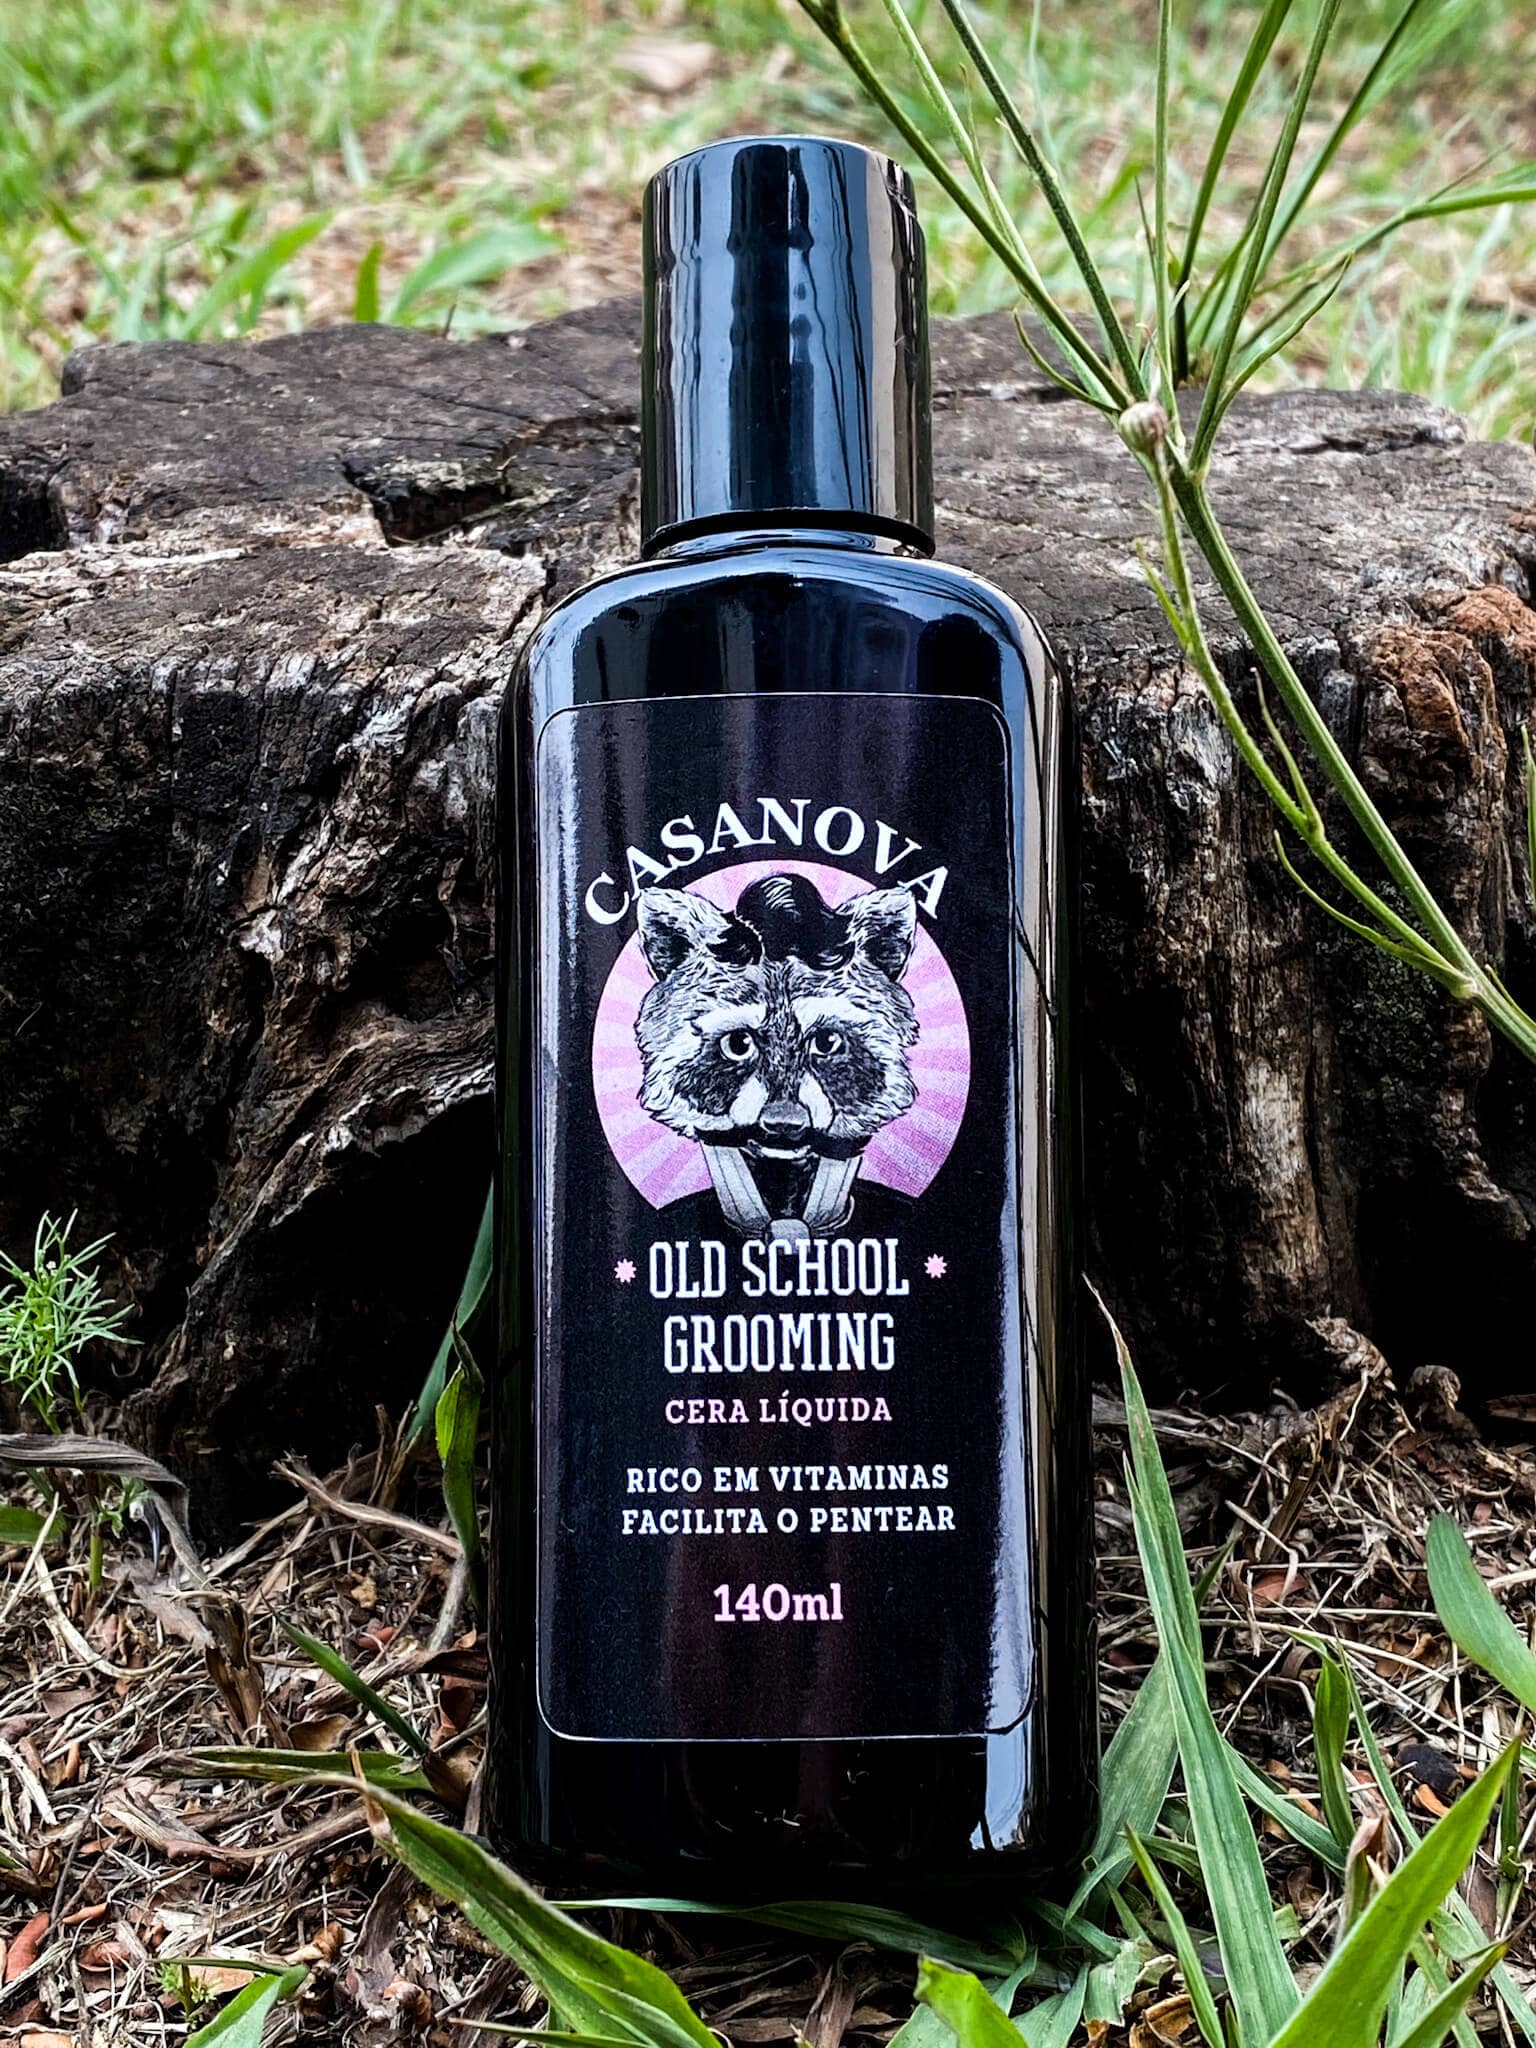 CASANOVA
OLD SCHOOL
GROOMING
CERA LÍQUIDA
RICO EM VITAMINAS
FACILITA O PENTEAR
140ml